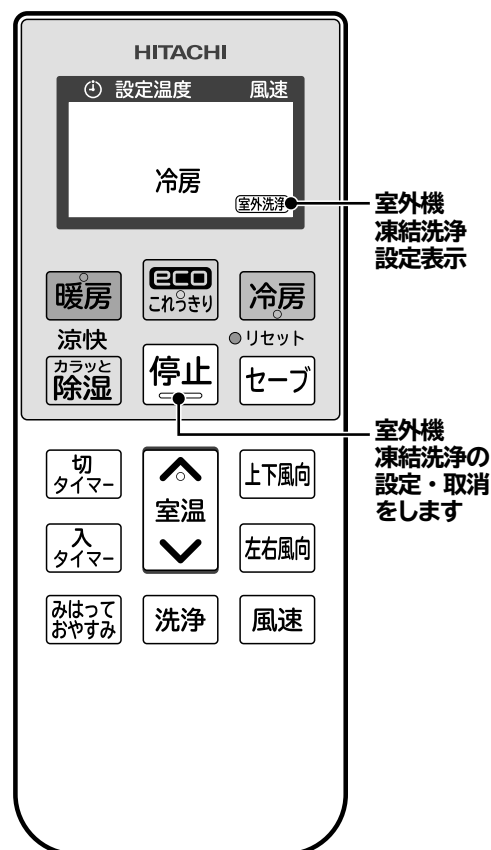 HITACHI
設定温度 風速
冷房
室外洗浄
室外機
凍結洗浄
設定表示
暖房
eco
これっきり
冷房
涼快
カラッと
除湿
停止
リセット
セーブ
室外機
凍結洗浄の
設定・取消
をします
切
タイマー
室温
上下風向
入
タイマー
左右風向
みはって
おやすみ
洗浄
風速